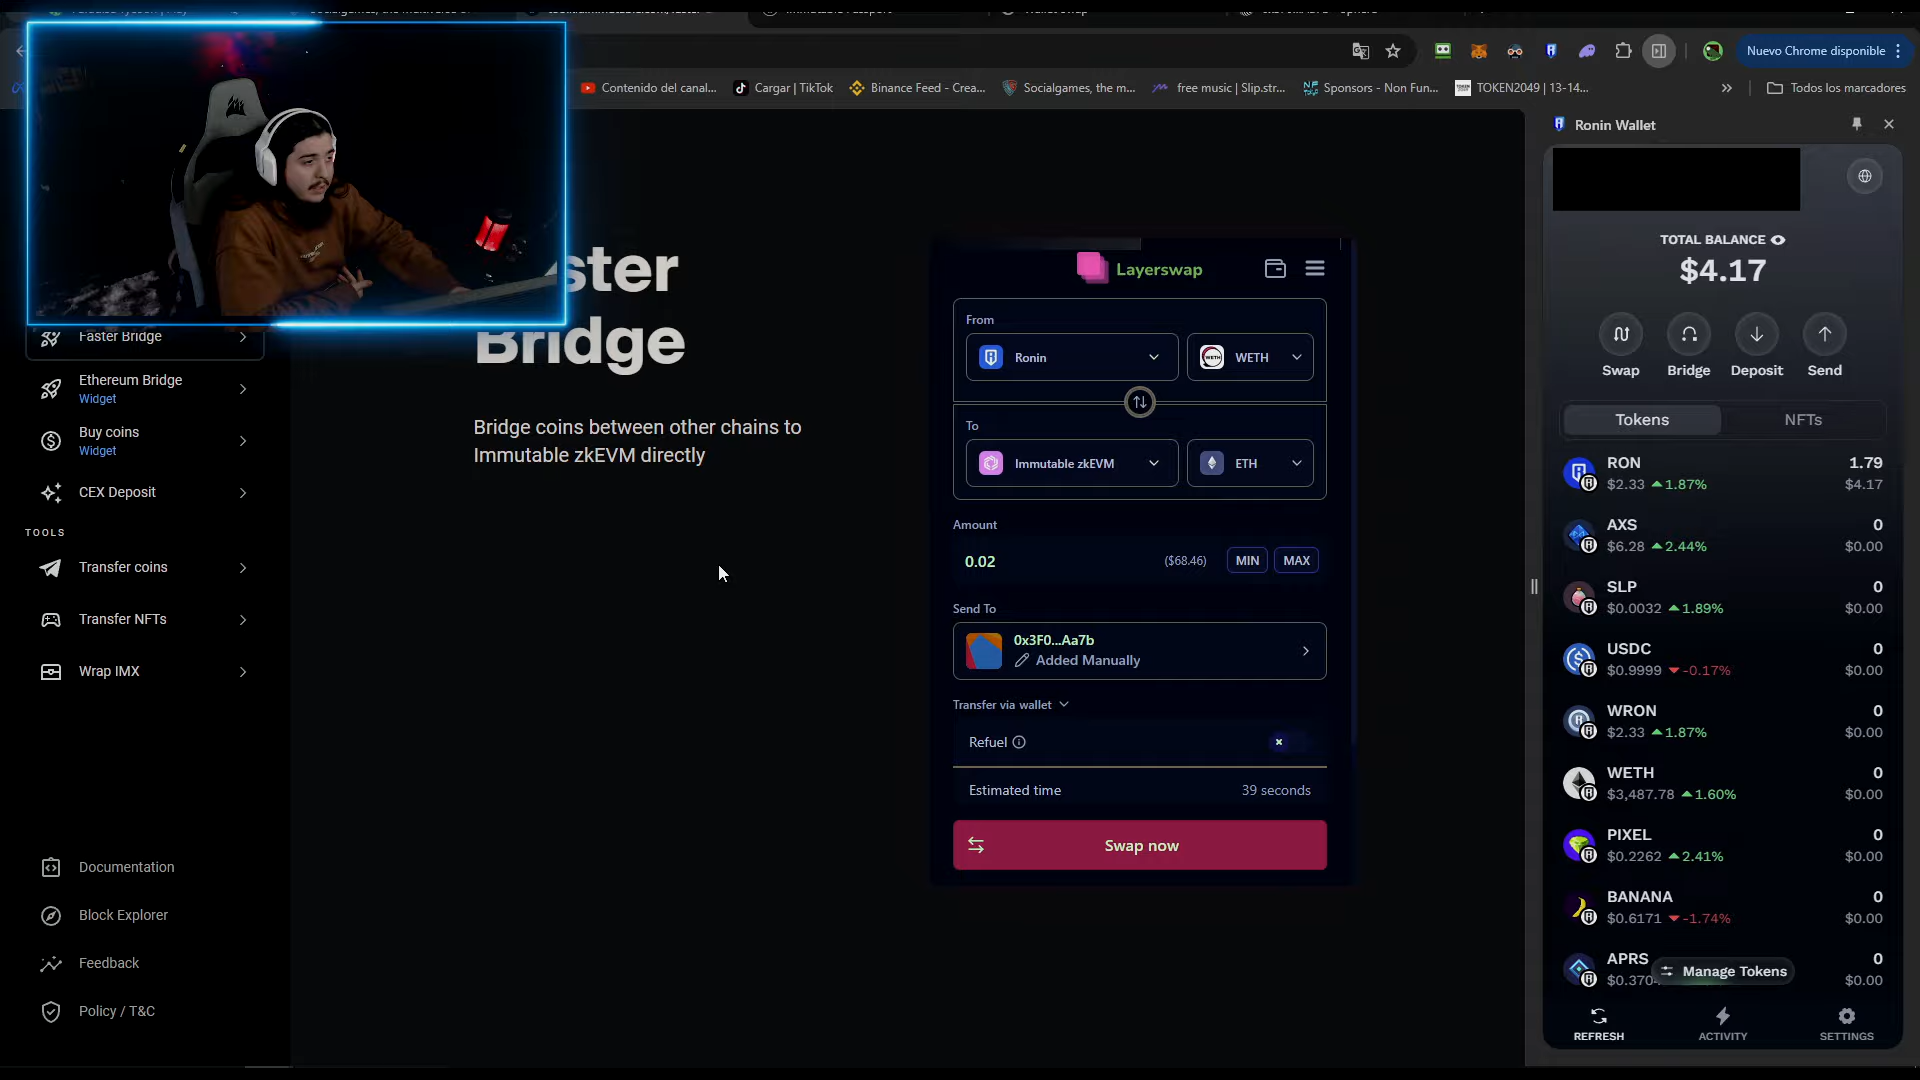 Nuevo Chrome disponible
Contenido del canal...
Cargar | TikTok
Binance Feed - Crea...
Socialgames, the m...
free music | Slip.str...
Sponsors - Non Fun...
TOKEN2049 | 13-14...
Todos los marcadores
Faster Bridge
Ethereum Bridge
Widget
Buy coins
Widget
CEX Deposit
TOOLS
Transfer coins
Transfer NFTs
Wrap IMX
Documentation
Block Explorer
Feedback
Policy / T&C
ster
Bridge
Bridge coins between other chains to
Immutable zkEVM directly
Layerswap
From
Ronin
WETH
To
Immutable zkEVM
ETH
Amount
0.02 ($68.46) MIN MAX
Send To
0x3F0...Aa7b
Added Manually
Transfer via wallet
Refuel
Estimated time 39 seconds
Swap now
Ronin Wallet
TOTAL BALANCE
$4.17
Swap Bridge Deposit Send
Tokens NFTs
RON 1.79
$2.33 1.87% $4.17
AXS 0
$6.28 2.44% $0.00
SLP 0
$0.0032 1.89% $0.00
USDC 0
$0.9999 -0.17% $0.00
WRON 0
$2.33 1.87% $0.00
WETH 0
$3,487.78 1.60% $0.00
PIXEL 0
$0.2262 2.41% $0.00
BANANA 0
$0.6171 -1.74% $0.00
APRS 0
$0.370 $0.00
Manage Tokens
REFRESH ACTIVITY SETTINGS